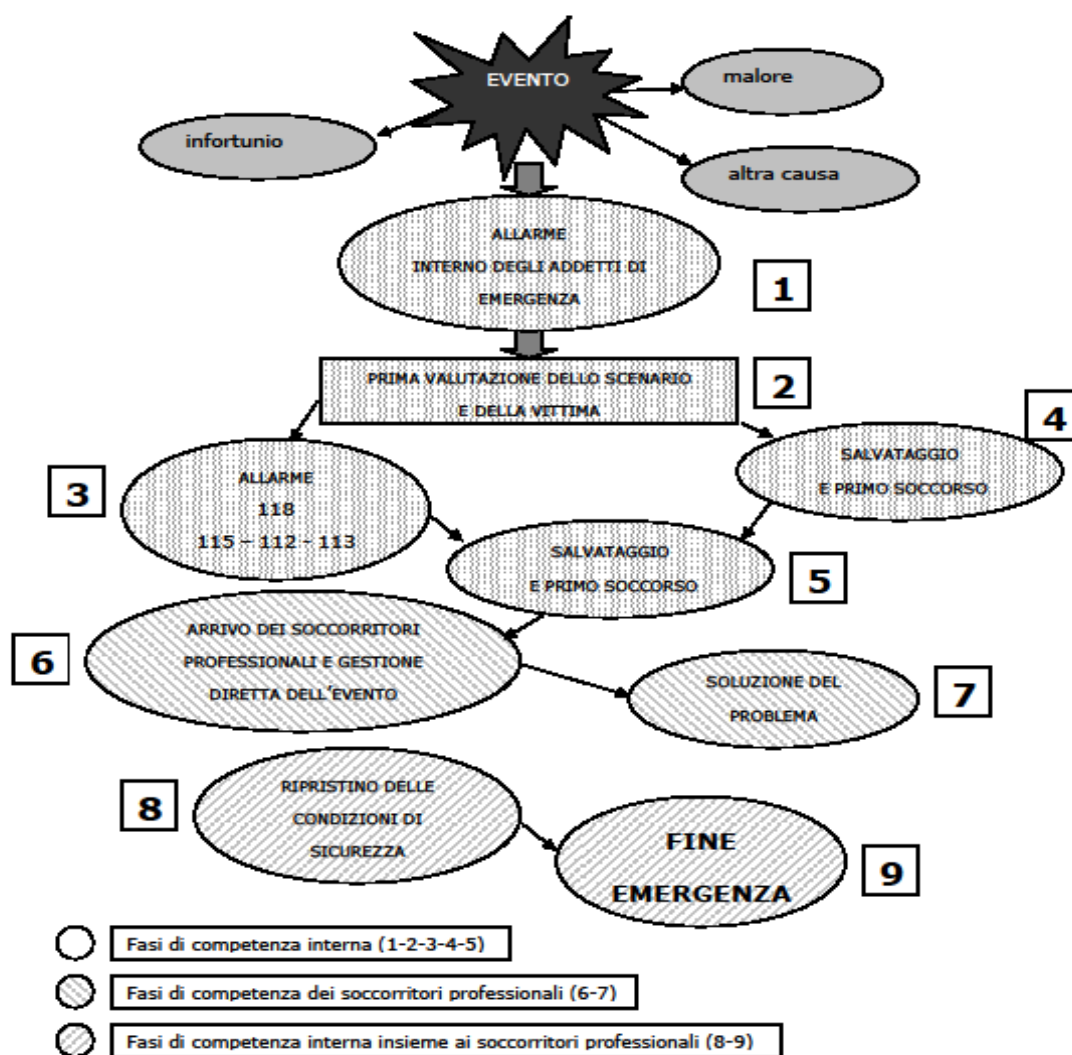 EVENTO
malore
infortunio
altra causa
ALLARME
INTERNO DEGLI ADDETTI DI
EMERGENZA
1
PRIMA VALUTAZIONE DELLO SCENARIO
E DELLA VITTIMA
2
4
SALVATAGGIO
E PRIMO SOCCORSO
3
ALLARME
118
115 – 112 - 113
SALVATAGGIO
E PRIMO SOCCORSO
5
6
ARRIVO DEI SOCCORRITORI
PROFESSIONALI E GESTIONE
DIRETTA DELL'EVENTO
SOLUZIONE DEL
PROBLEMA
7
8
RIPRISTINO DELLE
CONDIZIONI DI
SICUREZZA
FINE
EMERGENZA
9
Fasi di competenza interna (1-2-3-4-5)
Fasi di competenza dei soccorritori professionali (6-7)
Fasi di competenza interna insieme ai soccorritori professionali (8-9)